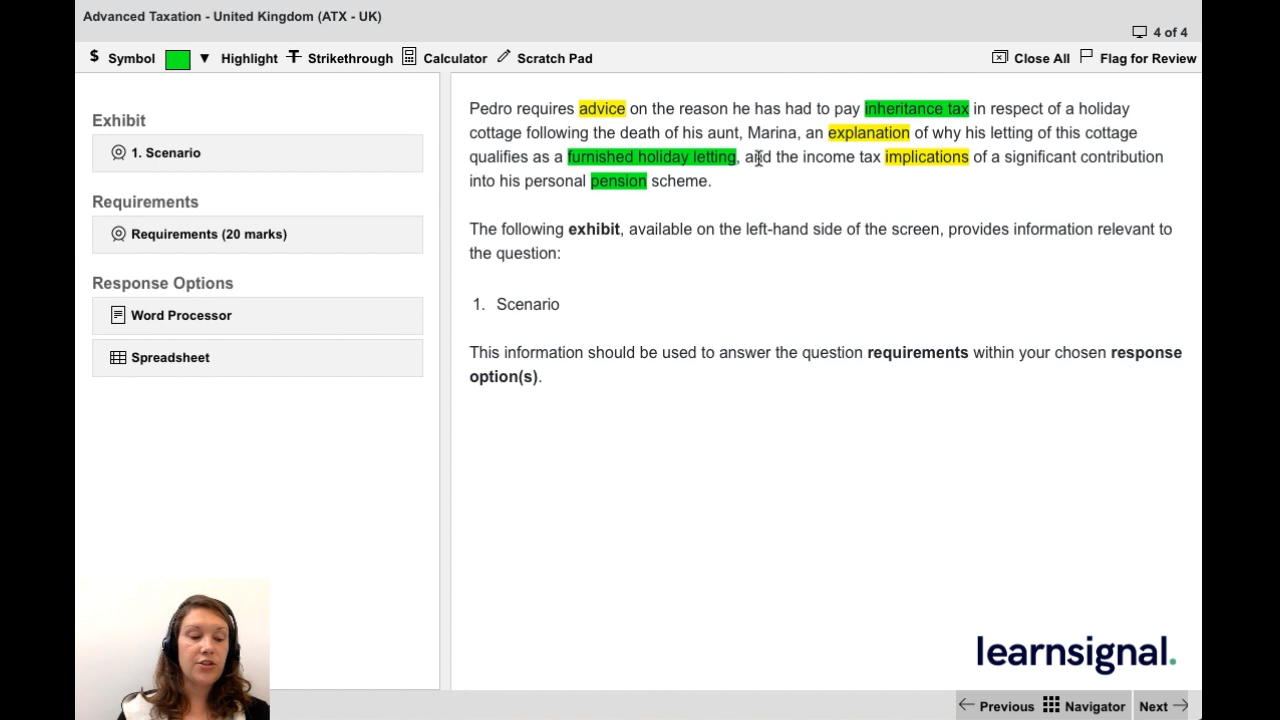 Advanced Taxation - United Kingdom (ATX - UK)
4 of 4
$ Symbol ▼ Highlight Strikethrough Calculator Scratch Pad Close All Flag for Review
Exhibit
1. Scenario
Requirements
Requirements (20 marks)
Response Options
Word Processor
Spreadsheet
Pedro requires advice on the reason he has had to pay inheritance tax in respect of a holiday
cottage following the death of his aunt, Marina, an explanation of why his letting of this cottage
qualifies as a furnished holiday letting, and the income tax implications of a significant contribution
into his personal pension scheme.
The following exhibit, available on the left-hand side of the screen, provides information relevant to
the question:
1. Scenario
This information should be used to answer the question requirements within your chosen response
option(s).
learnsignal.
Previous Navigator Next